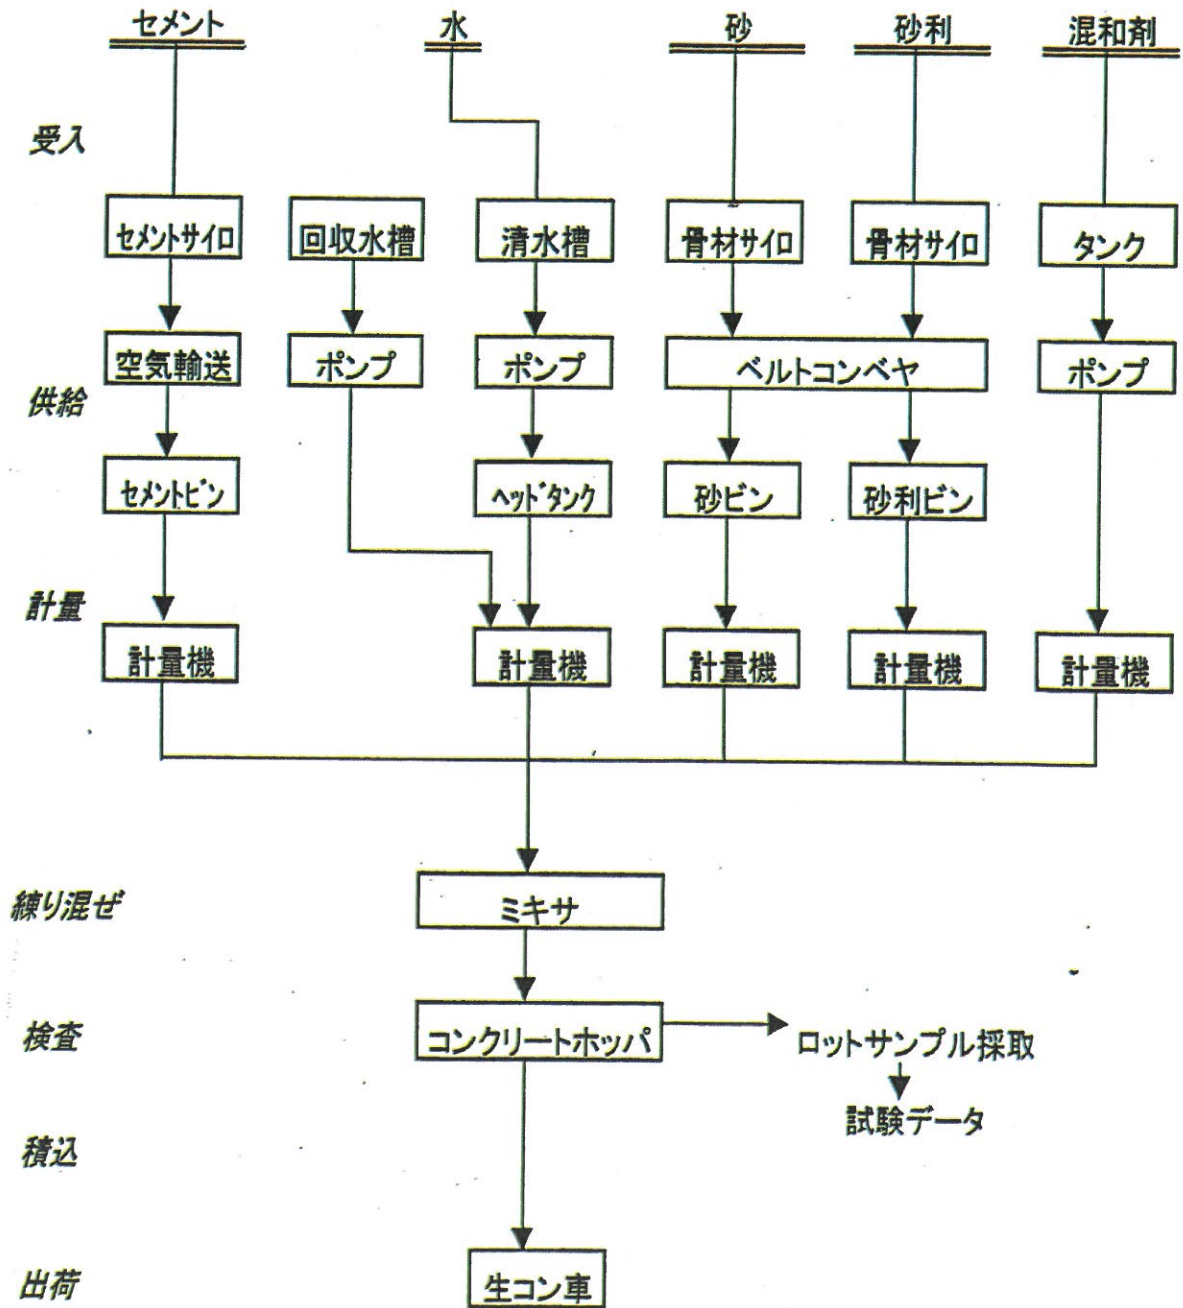 セメント
水
砂
砂利
混和剤
受入
セメントサイロ
回収水槽
清水槽
骨材サイロ
骨材サイロ
タンク
空気輸送
ポンプ
ポンプ
ベルトコンベヤ
ポンプ
供給
セメントビン
ヘッドタンク
砂ビン
砂利ビン
計量
計量機
計量機
計量機
計量機
計量機
練り混ぜ
ミキサ
検査
コンクリートホッパ
ロットサンプル採取
試験データ
積込
出荷
生コン車